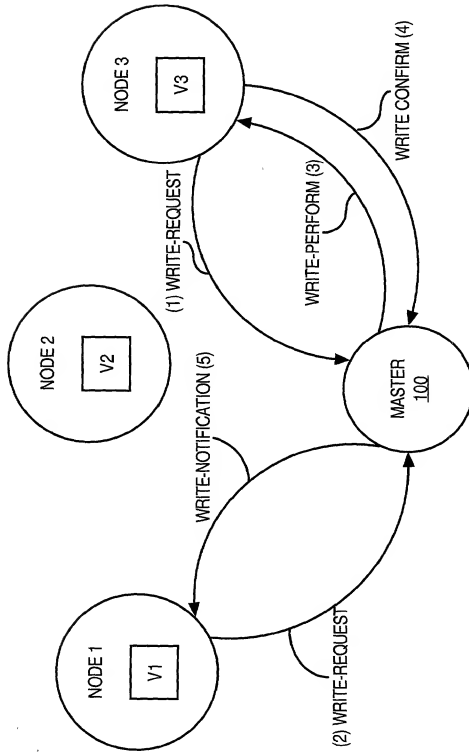 NODE 1
V1
NODE 2
V2
NODE 3
V3
(1) WRITE-REQUEST
WRITE-NOTIFICATION (5)
WRITE-PERFORM (3)
WRITE CONFIRM (4)
(2) WRITE-REQUEST
MASTER
100